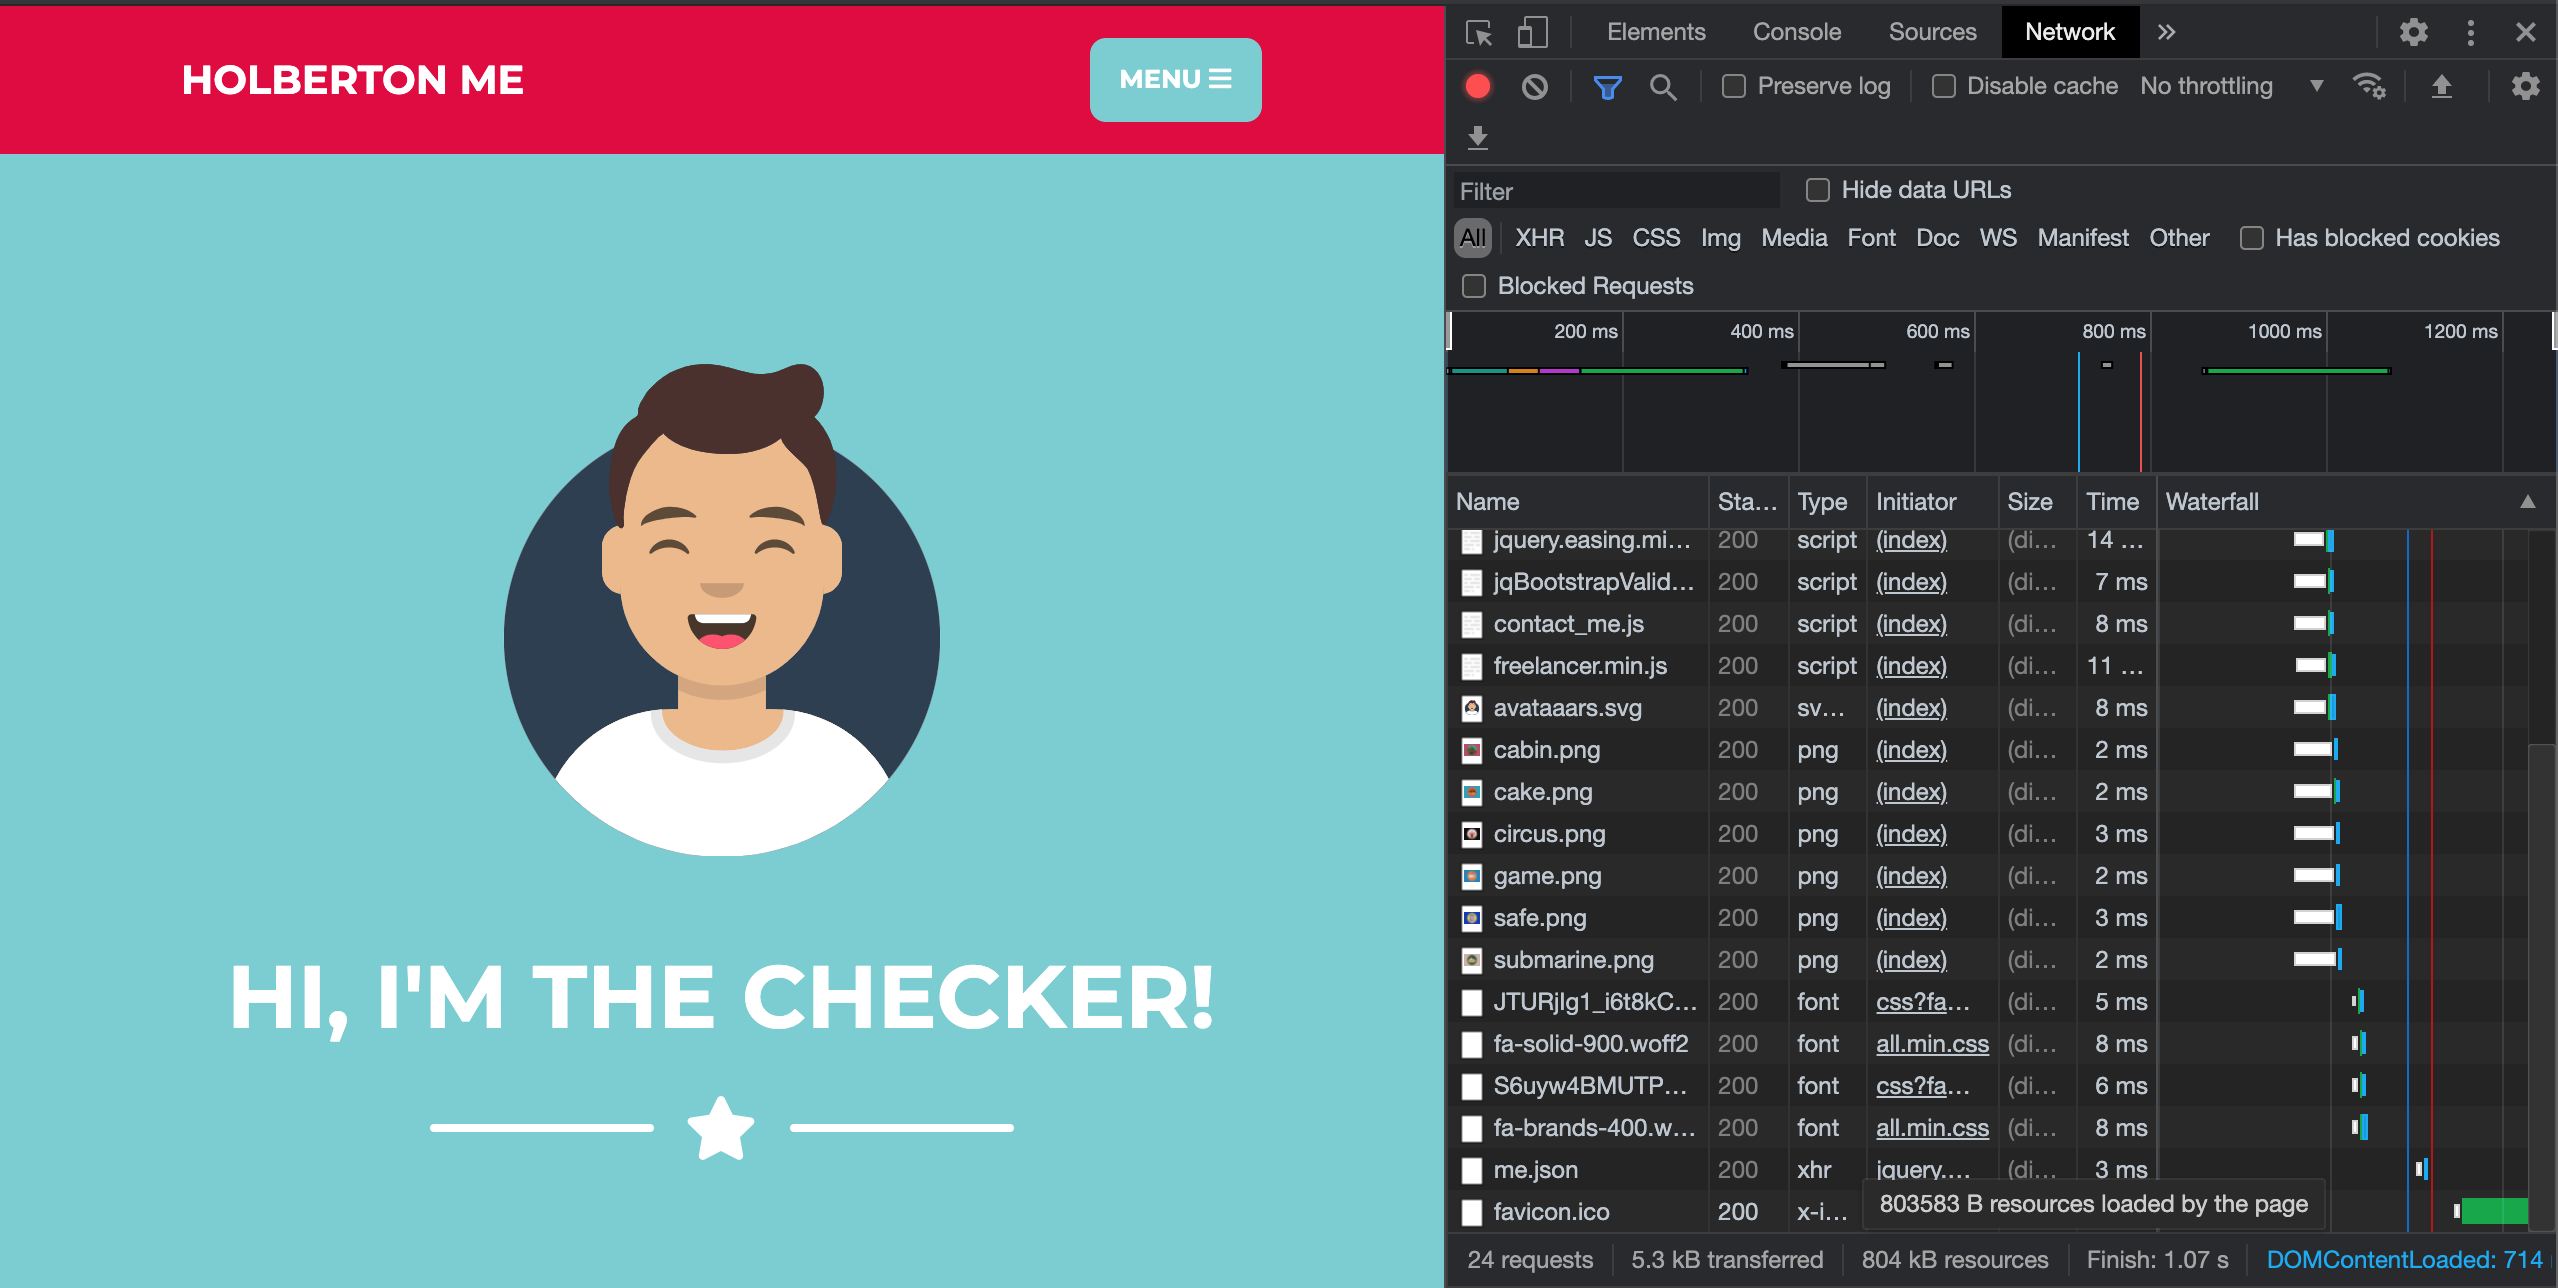 HOLBERTON ME
MENU
HI, I'M THE CHECKER!
Elements Console Sources Network
Preserve log Disable cache No throttling
Filter Hide data URLs
All XHR JS CSS Img Media Font Doc WS Manifest Other Has blocked cookies
Blocked Requests
200 ms 400 ms 600 ms 800 ms 1000 ms 1200 ms
Name Sta... Type Initiator Size Time Waterfall
jquery.easing.mi... 200 script (index) (di... 14 ...
jqBootstrapValid... 200 script (index) (di... 7 ms
contact_me.js 200 script (index) (di... 8 ms
freelancer.min.js 200 script (index) (di... 11 ...
avataaars.svg 200 sv... (index) (di... 8 ms
cabin.png 200 png (index) (di... 2 ms
cake.png 200 png (index) (di... 2 ms
circus.png 200 png (index) (di... 3 ms
game.png 200 png (index) (di... 2 ms
safe.png 200 png (index) (di... 3 ms
submarine.png 200 png (index) (di... 2 ms
JTURjIg1_i6t8kC... 200 font css?fa... (di... 5 ms
fa-solid-900.woff2 200 font all.min.css (di... 8 ms
S6uyw4BMUTP... 200 font css?fa... (di... 6 ms
fa-brands-400.w... 200 font all.min.css (di... 8 ms
me.json 200 xhr jquery.... (di... 3 ms
favicon.ico 200 x-i... 803583 B resources loaded by the page
24 requests 5.3 kB transferred 804 kB resources Finish: 1.07 s DOMContentLoaded: 714